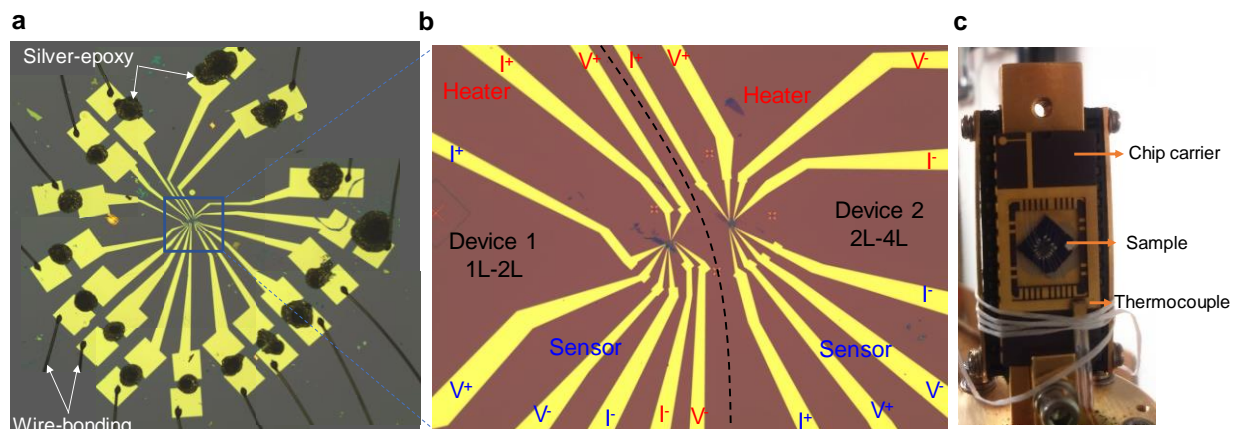 a
Silver-epoxy
Wire-bonding
b
I+
V+
I+
V+
V-
Heater
Heater
I+
I-
Device 1
1L-2L
Device 2
2L-4L
I-
Sensor
Sensor
V+
V-
I-
I-
V-
I+
V+
V-
c
Chip carrier
Sample
Thermocouple